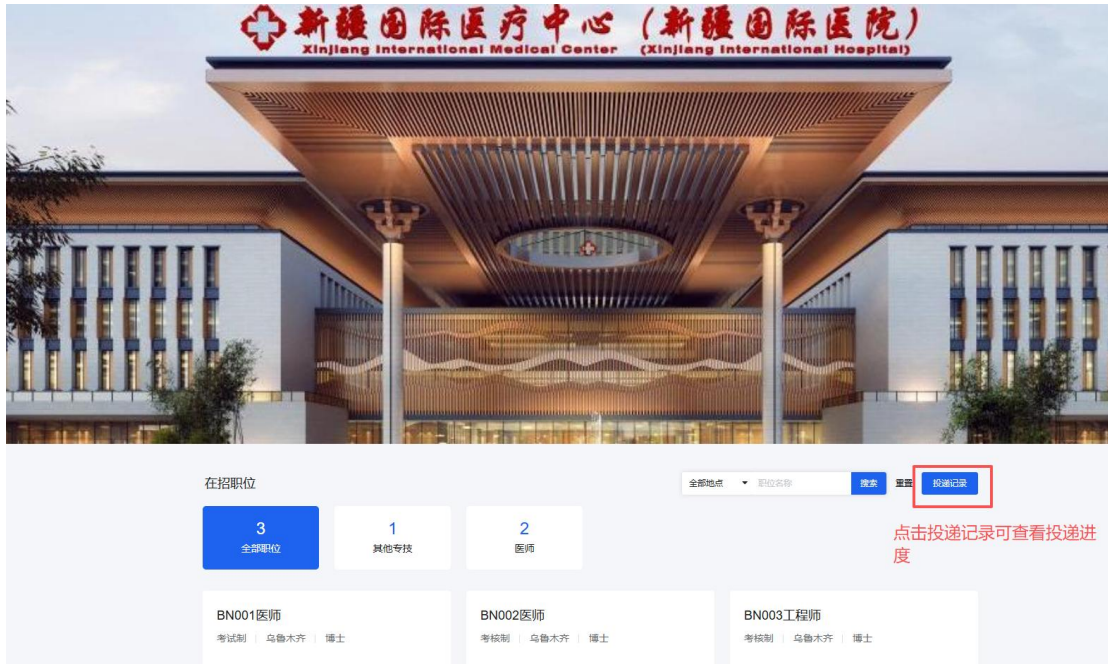 新疆国际医疗中心（新疆国际医院）
Xinjiang International Medical Center (Xinjiang International Hospital)
在招职位
全部地点 职位名称 搜索 重置 投递记录
点击投递记录可查看投递进
度
3 1 2
全部职位 其他专技 医师
BN001医师 BN002医师 BN003工程师
考试制 乌鲁木齐 博士 考核制 乌鲁木齐 博士 考核制 乌鲁木齐 博士